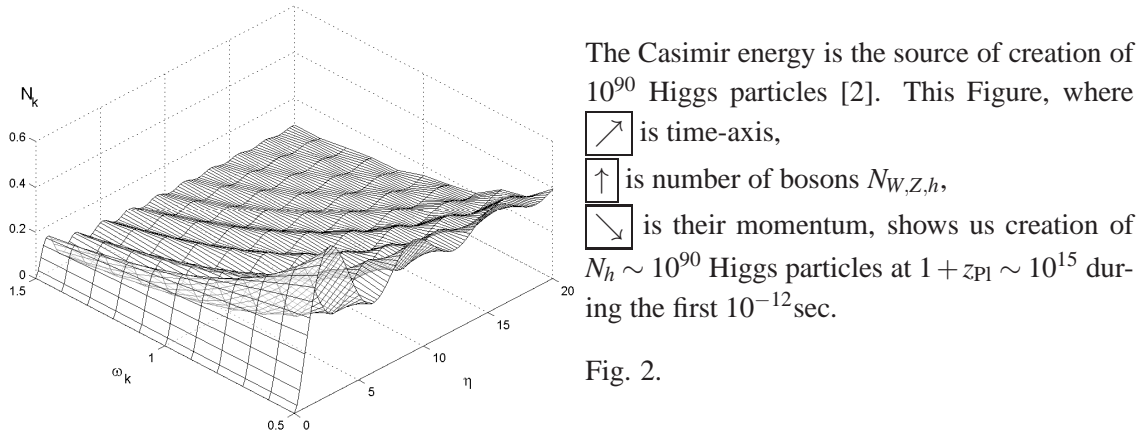 N_k
0.6
0.4
0.2
0
1.5
1
0.5
ω_k
0
5
10
15
20
η
The Casimir energy is the source of creation of
10^{90} Higgs particles [2]. This Figure, where
↗ is time-axis,
↑ is number of bosons N_{W,Z,h},
↘ is their momentum, shows us creation of
N_h ∼ 10^{90} Higgs particles at 1 + z_{Pl} ∼ 10^{15} dur-
ing the first 10^{−12}sec.
Fig. 2.